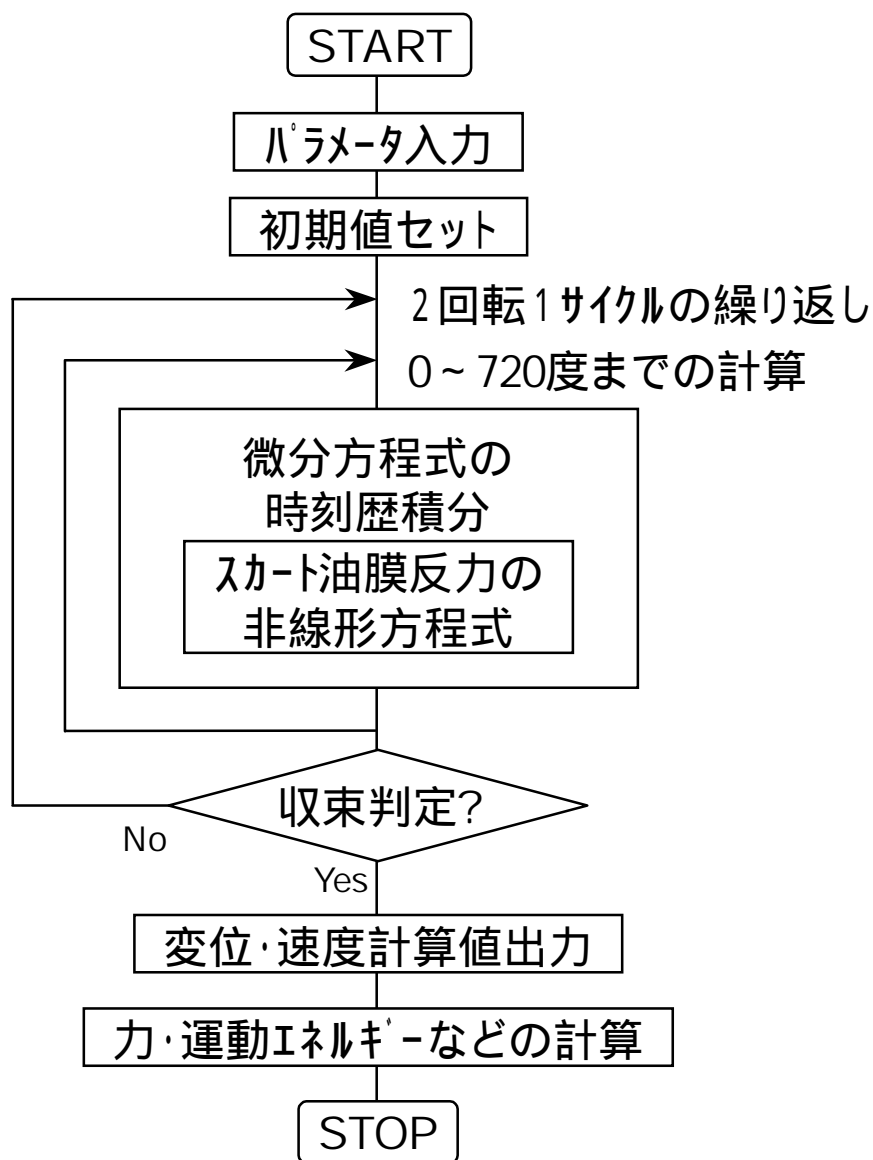 START
ﾊﾟﾗﾒｰﾀ入力
初期値セット
2回転1ｻｲｸﾙの繰り返し
0~720度までの計算
微分方程式の
時刻歴積分
ｽｶｰﾄ油膜反力の
非線形方程式
収束判定?
No
Yes
変位･速度計算値出力
力･運動ｴﾈﾙｷﾞｰなどの計算
STOP